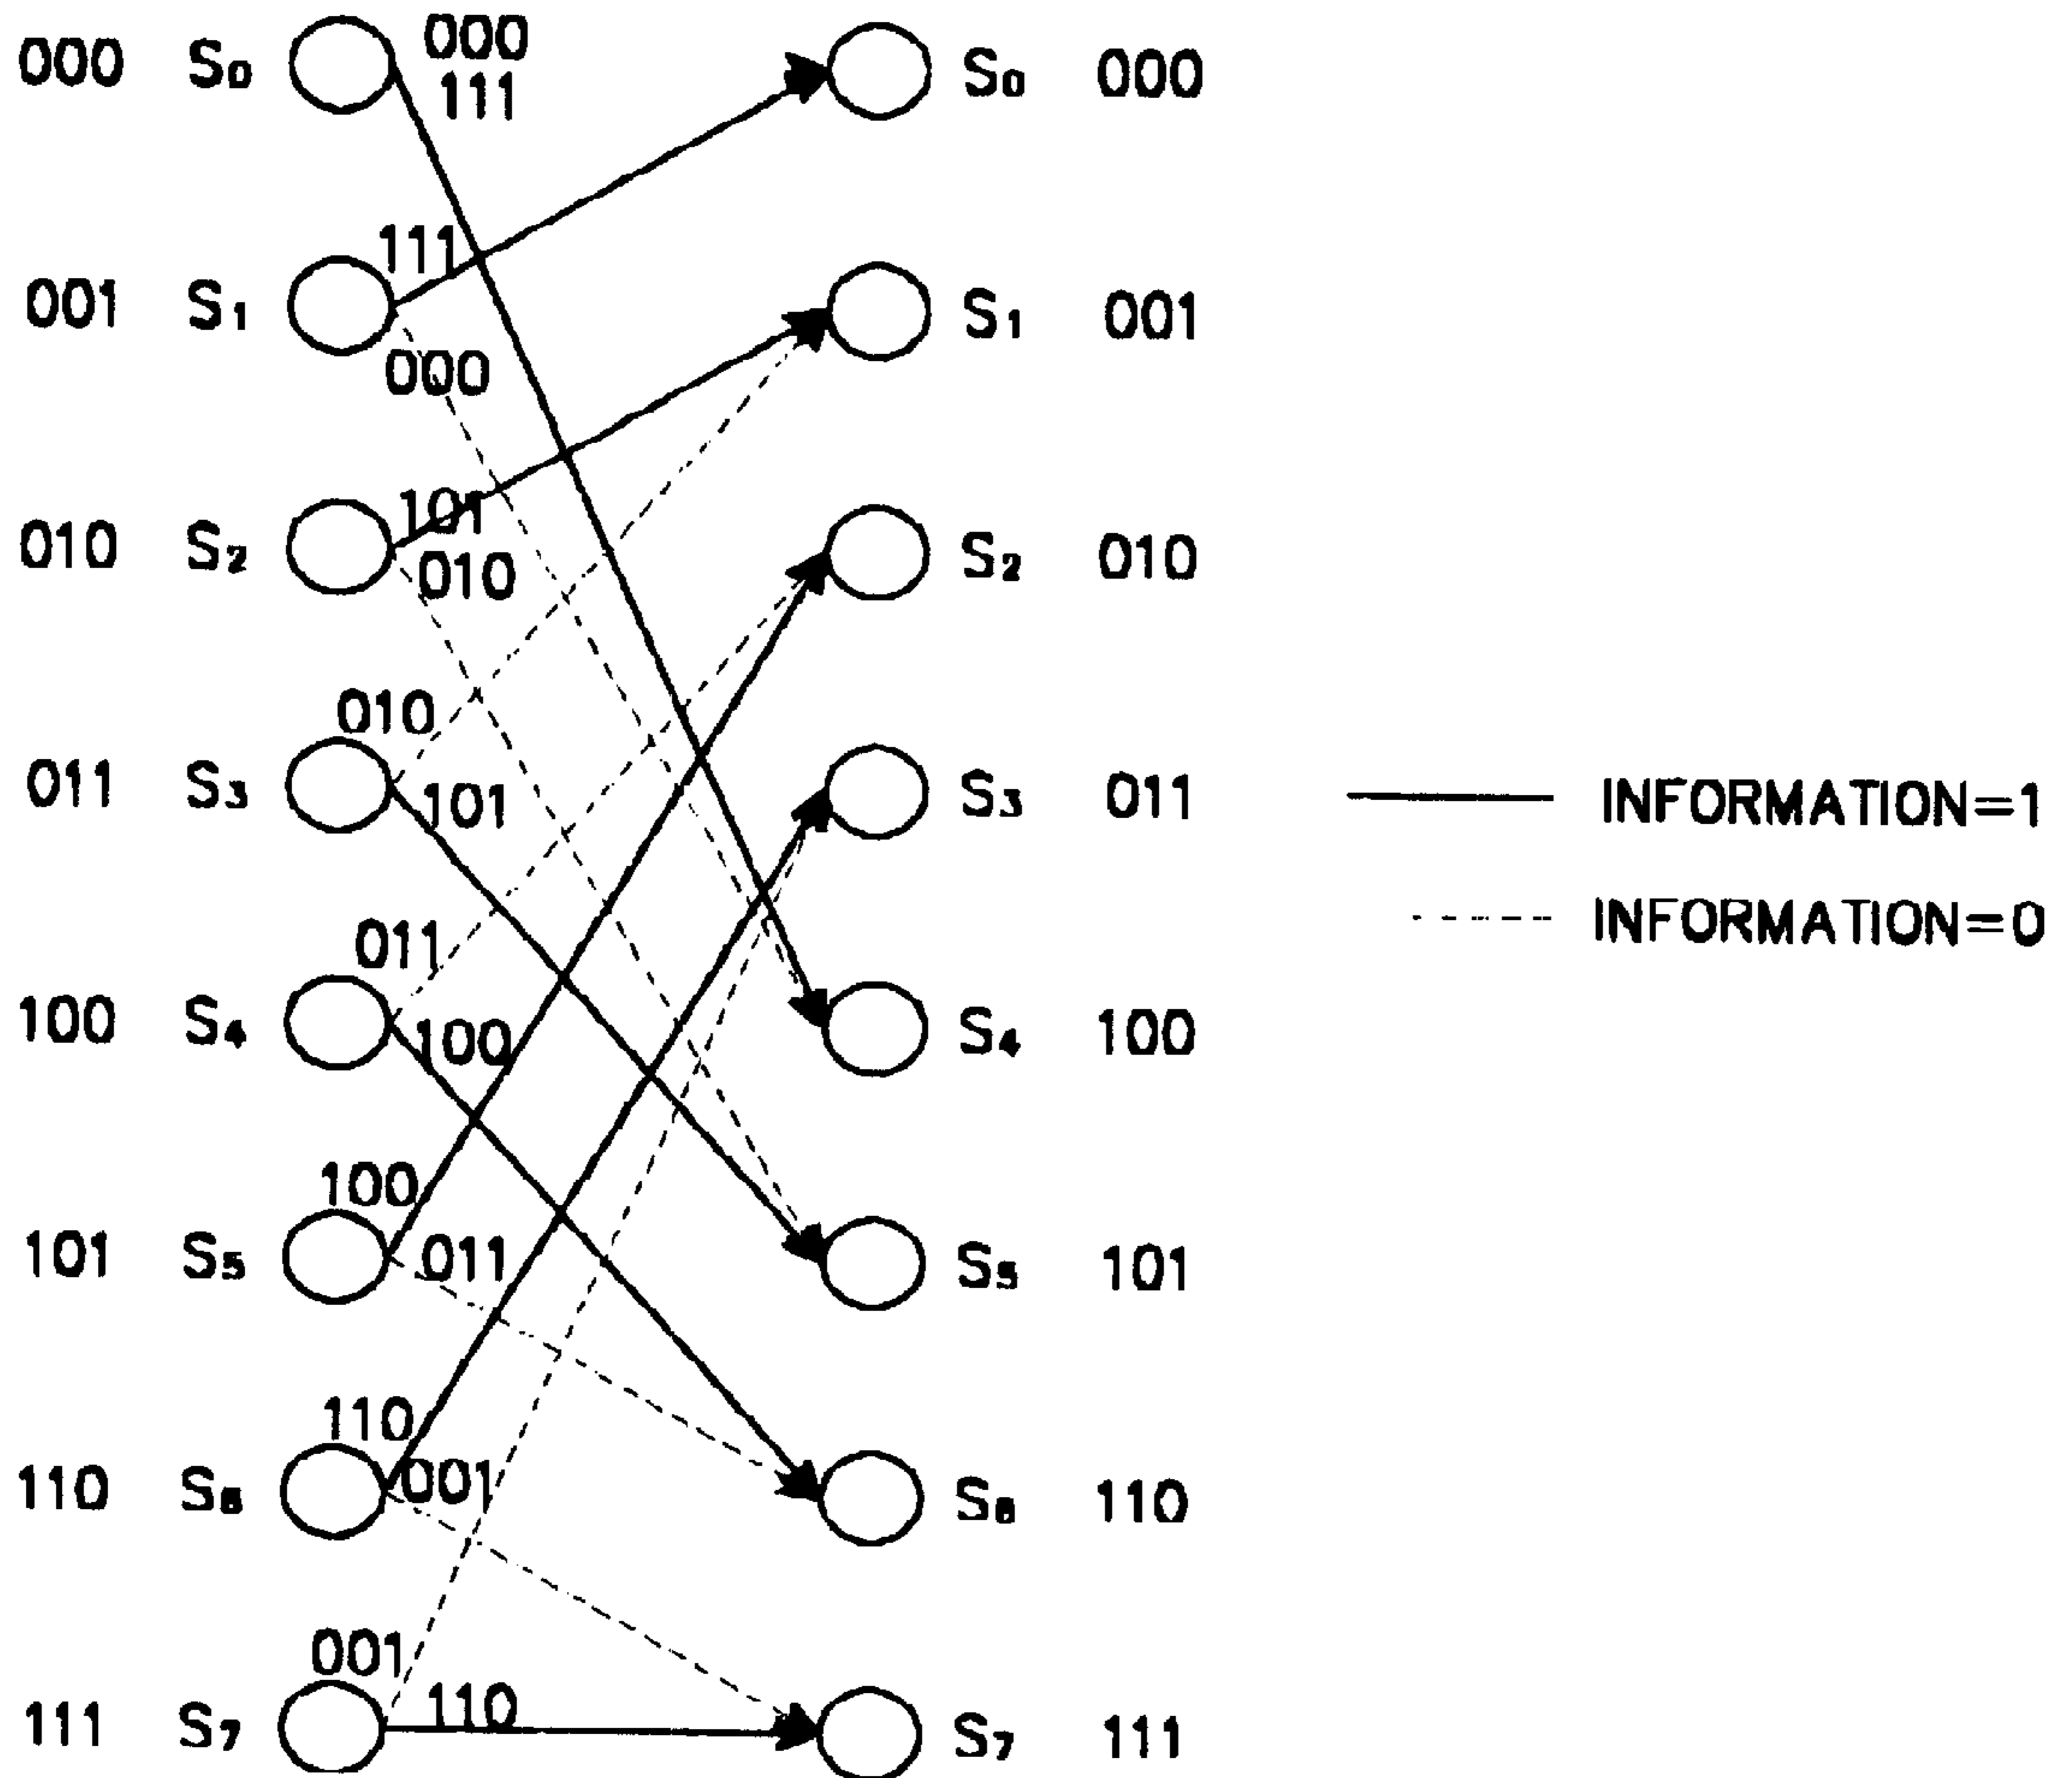 000 S0 000 S0 000
111
111
001 S1 S1 001
000
101
010 S2 S2 010
010
010
011 S3 101 S3 011
INFORMATION=1
011
INFORMATION=0
100 S4 100 S4 100
100
101 S5 011 S5 101
110
110 S6 001 S6 110
001
111 S7 110 S7 111